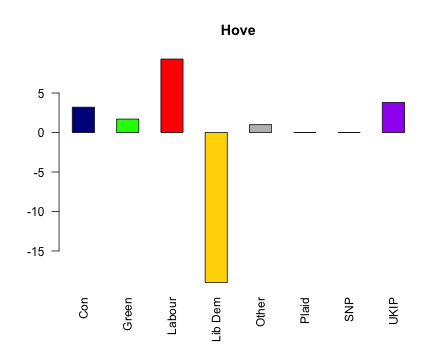 Hove
5
0
-5
-10
-15
Con
Green
Labour
Lib Dem
Other
Plaid
SNP
UKIP